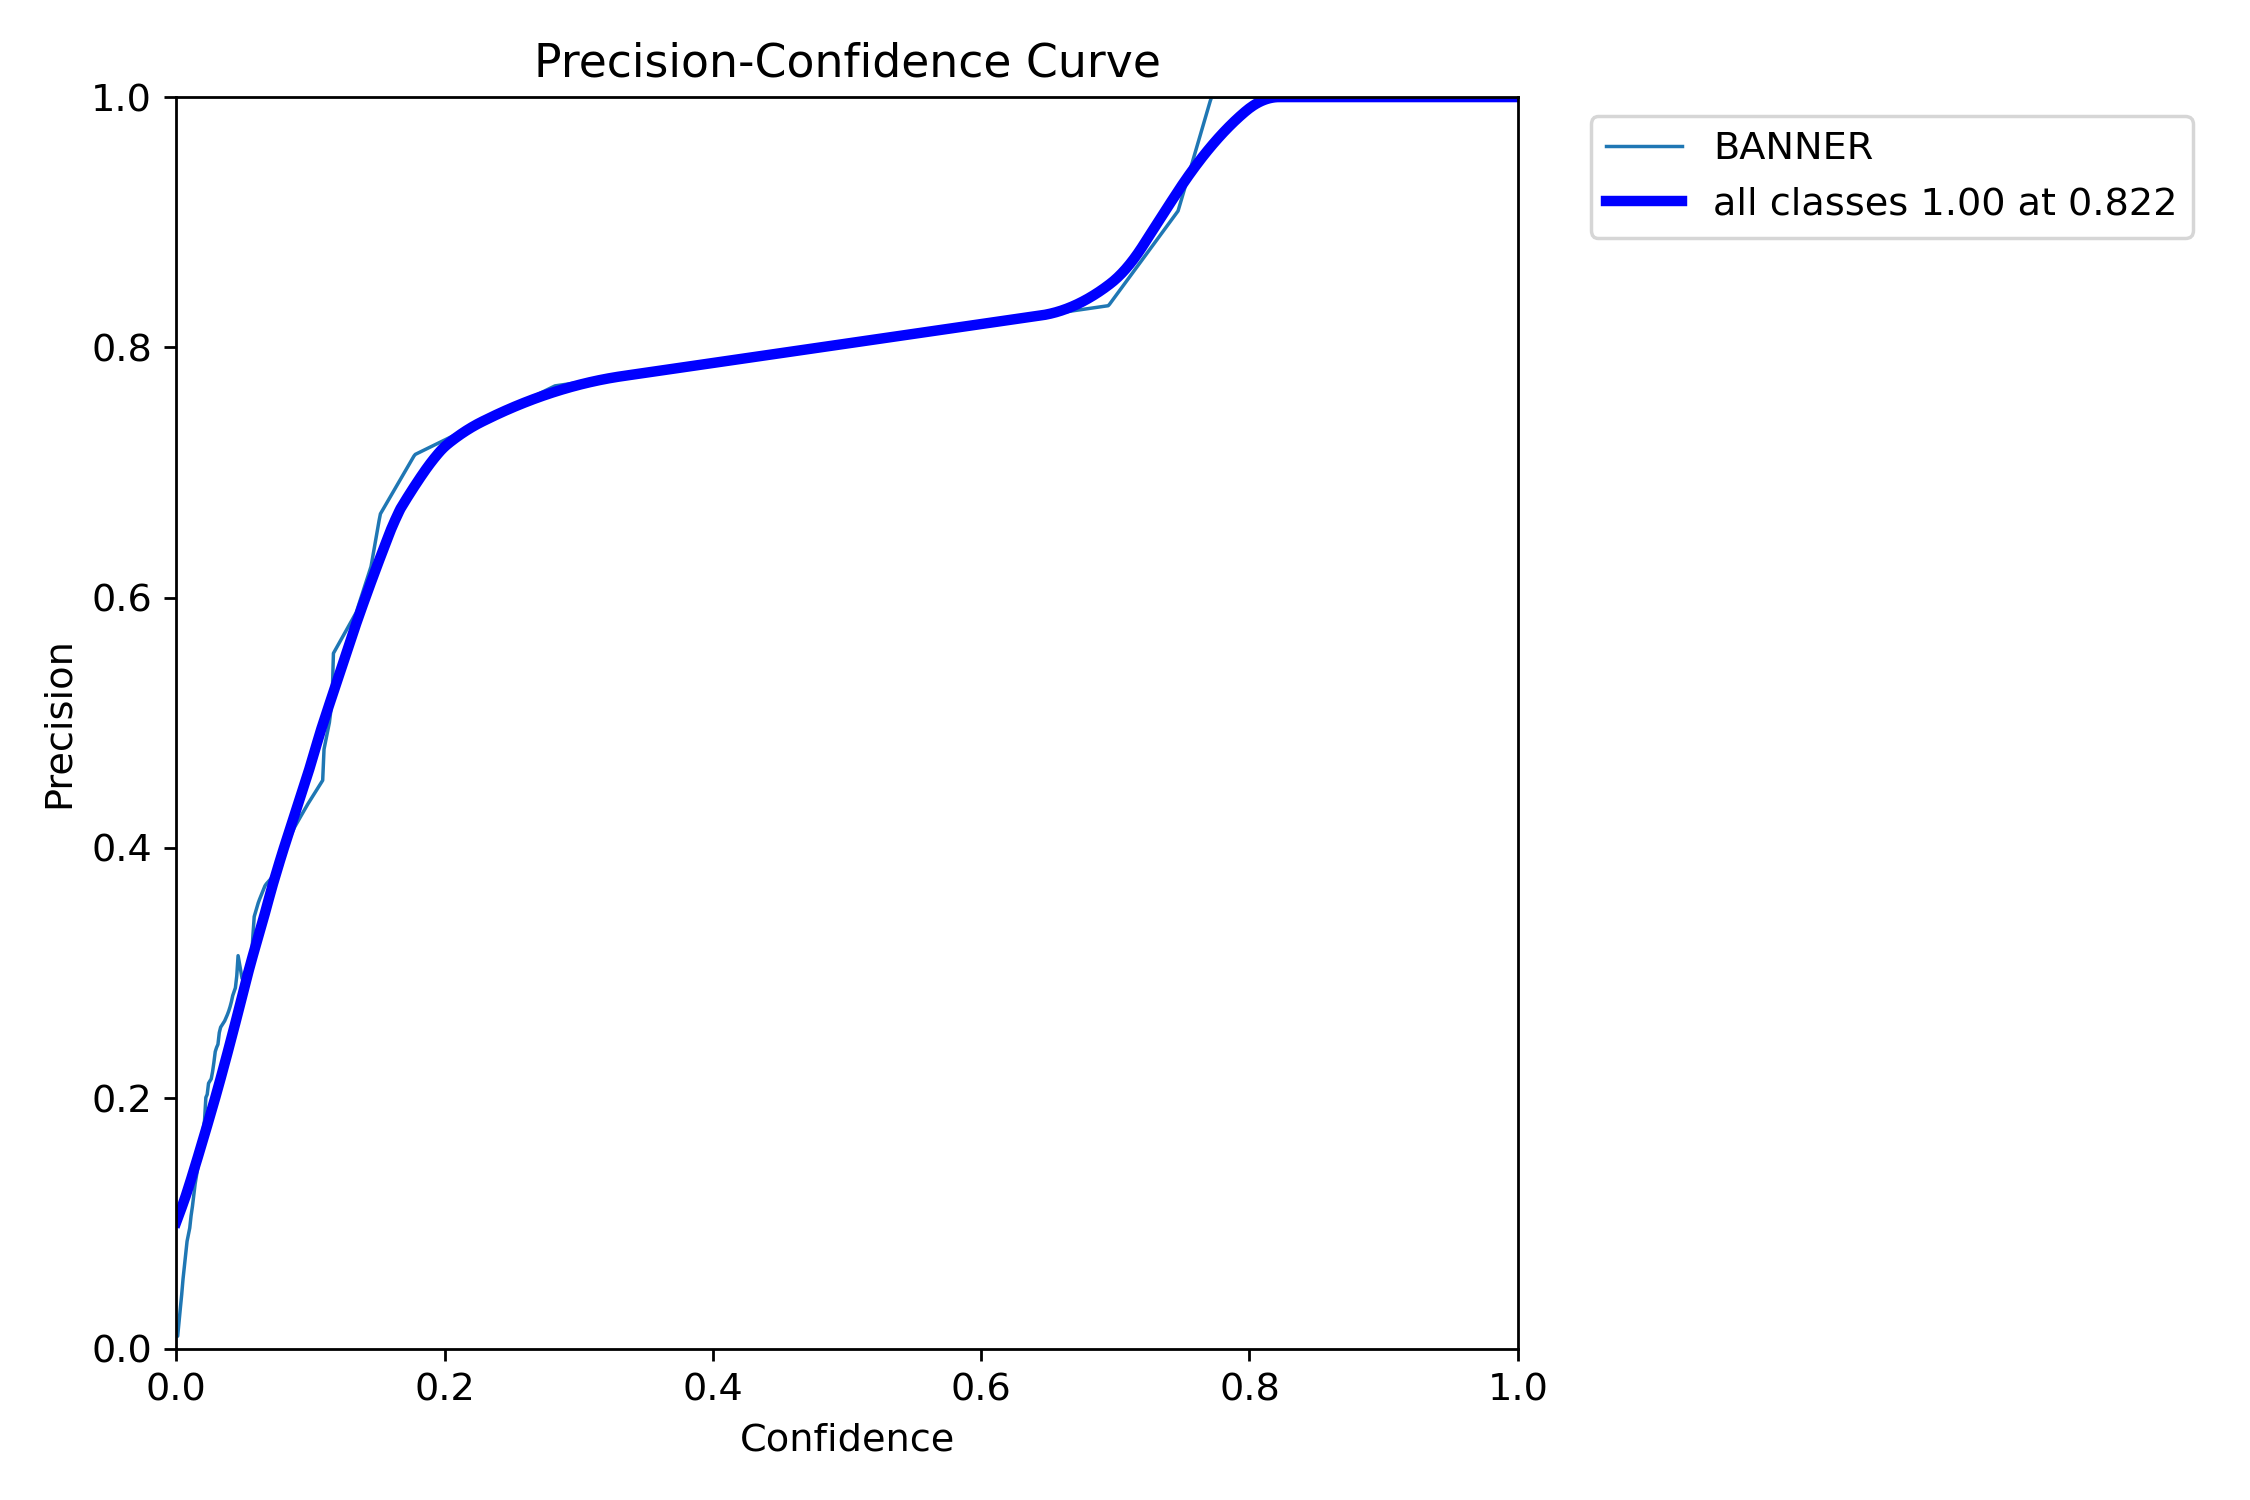 Precision-Confidence Curve
1.0
0.8
0.6
0.4
0.2
0.0
Precision
0.0 0.2 0.4 0.6 0.8 1.0
Confidence
BANNER
all classes 1.00 at 0.822